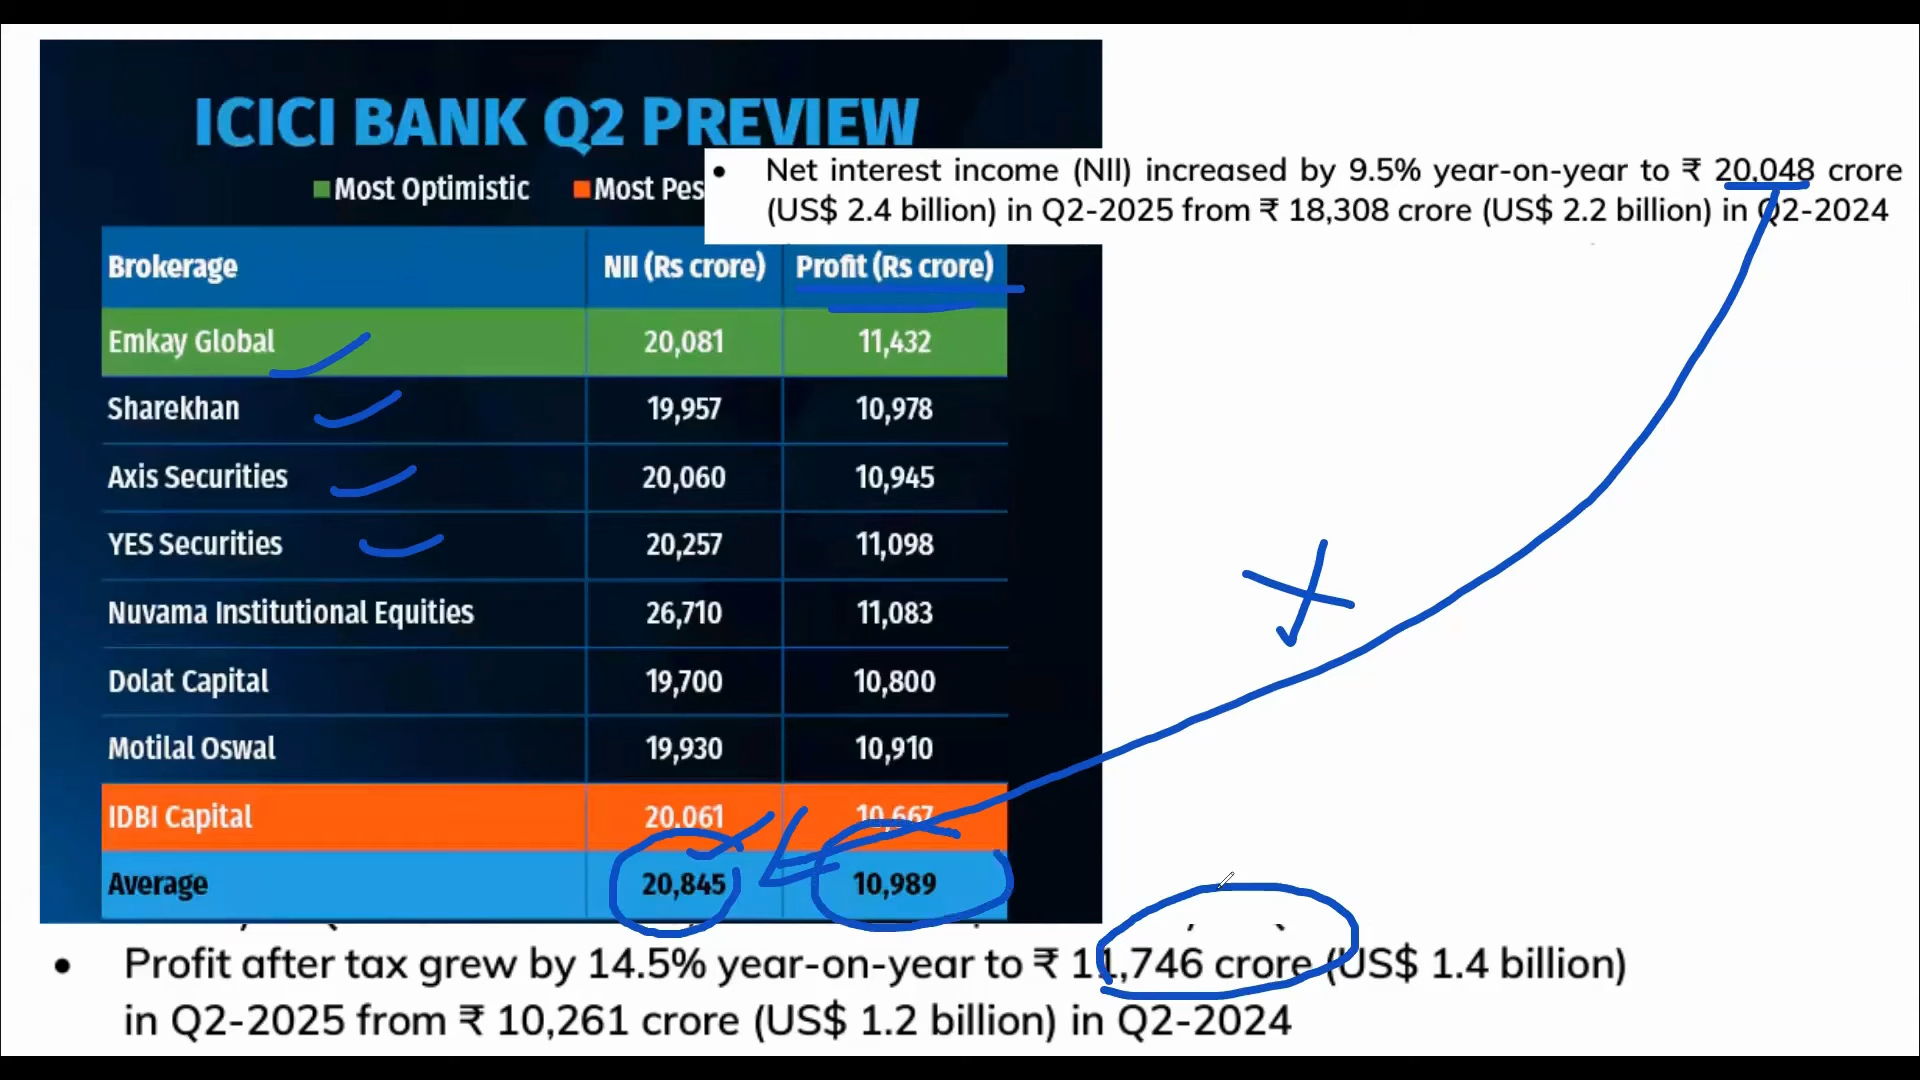 ICICI BANK Q2 PREVIEW
Most Optimistic Most Pes
• Net interest income (NII) increased by 9.5% year-on-year to ₹ 20,048 crore
(US$ 2.4 billion) in Q2-2025 from ₹ 18,308 crore (US$ 2.2 billion) in Q2-2024
Brokerage NII (Rs crore) Profit (Rs crore)
Emkay Global 20,081 11,432
Sharekhan 19,957 10,978
Axis Securities 20,060 10,945
YES Securities 20,257 11,098
Nuvama Institutional Equities 26,710 11,083
Dolat Capital 19,700 10,800
Motilal Oswal 19,930 10,910
IDBI Capital 20,061 10,667
Average 20,845 10,989
• Profit after tax grew by 14.5% year-on-year to ₹ 11,746 crore (US$ 1.4 billion)
in Q2-2025 from ₹ 10,261 crore (US$ 1.2 billion) in Q2-2024